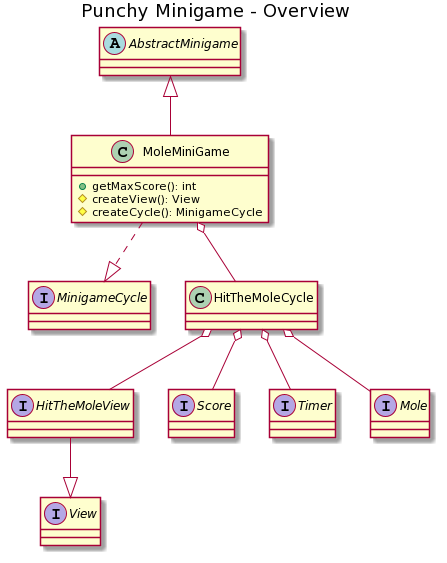 Punchy Minigame - Overview
A AbstractMinigame
C MoleMiniGame
getMaxScore(): int
createView(): View
createCycle(): MinigameCycle
I MinigameCycle
C HitTheMoleCycle
I HitTheMoleView
I Score
I Timer
I Mole
I View